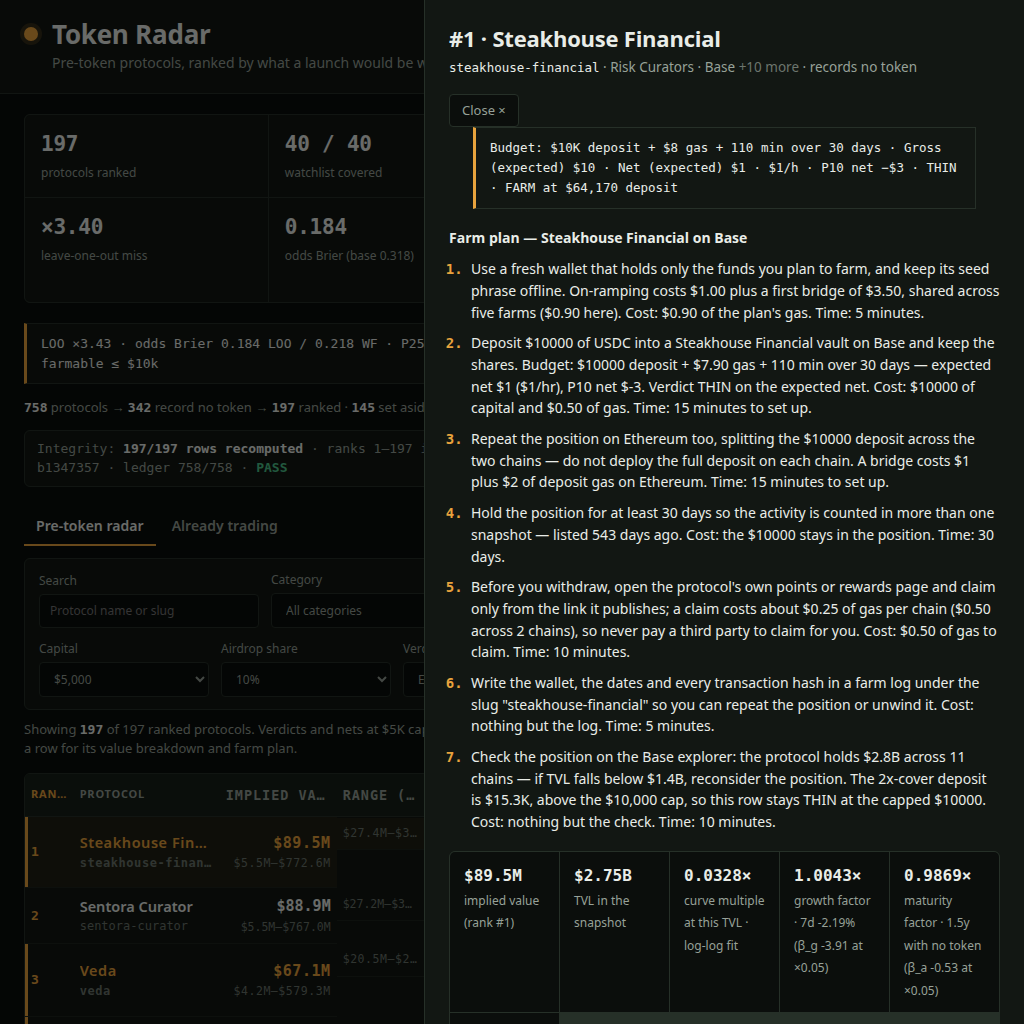 Token Radar
Pre-token protocols, ranked by what a launch would be w
197
protocols ranked
40 / 40
watchlist covered
×3.40
leave-one-out miss
0.184
odds Brier (base 0.318)
LOO ×3.43 · odds Brier 0.184 LOO / 0.218 WF · P25
farmable ≤ $10k
758 protocols → 342 record no token → 197 ranked · 145 set asid
Integrity: 197/197 rows recomputed · ranks 1–197
b1347357 · ledger 758/758 · PASS
Pre-token radar
Already trading
Search
Category
Protocol name or slug
All categories
Capital
Airdrop share
Ver
$5,000
10%
E
Showing 197 of 197 ranked protocols. Verdicts and nets at $5K cap
a row for its value breakdown and farm plan.
RAN…
PROTOCOL
IMPLIED VA…
RANGE (…
1
Steakhouse Fin…
steakhouse-finan…
$89.5M
$5.5M–$772.6M
$27.4M–$3…
2
Sentora Curator
sentora-curator
$88.9M
$5.5M–$767.0M
$27.2M–$3…
3
Veda
veda
$67.1M
$4.2M–$579.3M
$20.5M–$2…
#1 · Steakhouse Financial
steakhouse-financial · Risk Curators · Base +10 more · records no token
Close ×
Budget: $10K deposit + $8 gas + 110 min over 30 days · Gross
(expected) $10 · Net (expected) $1 · $1/h · P10 net −$3 · THIN
· FARM at $64,170 deposit
Farm plan — Steakhouse Financial on Base
1. Use a fresh wallet that holds only the funds you plan to farm, and keep its seed
phrase offline. On-ramping costs $1.00 plus a first bridge of $3.50, shared across
five farms ($0.90 here). Cost: $0.90 of the plan's gas. Time: 5 minutes.
2. Deposit $10000 of USDC into a Steakhouse Financial vault on Base and keep the
shares. Budget: $10000 deposit + $7.90 gas + 110 min over 30 days — expected
net $1 ($1/hr), P10 net $-3. Verdict THIN on the expected net. Cost: $10000 of
capital and $0.50 of gas. Time: 15 minutes to set up.
3. Repeat the position on Ethereum too, splitting the $10000 deposit across the
two chains — do not deploy the full deposit on each chain. A bridge costs $1
plus $2 of deposit gas on Ethereum. Time: 15 minutes to set up.
4. Hold the position for at least 30 days so the activity is counted in more than one
snapshot — listed 543 days ago. Cost: the $10000 stays in the position. Time: 30
days.
5. Before you withdraw, open the protocol's own points or rewards page and claim
only from the link it publishes; a claim costs about $0.25 of gas per chain ($0.50
across 2 chains), so never pay a third party to claim for you. Cost: $0.50 of gas to
claim. Time: 10 minutes.
6. Write the wallet, the dates and every transaction hash in a farm log under the
slug "steakhouse-financial" so you can repeat the position or unwind it. Cost:
nothing but the log. Time: 5 minutes.
7. Check the position on the Base explorer: the protocol holds $2.8B across 11
chains — if TVL falls below $1.4B, reconsider the position. The 2x-cover deposit
is $15.3K, above the $10,000 cap, so this row stays THIN at the capped $10000.
Cost: nothing but the check. Time: 10 minutes.
$89.5M
implied value
(rank #1)
$2.75B
TVL in the
snapshot
0.0328×
curve multiple
at this TVL ·
log-log fit
1.0043×
growth factor
· 7d -2.19%
(β_g -3.91 at
×0.05)
0.9869×
maturity
factor · 1.5y
with no token
(β_a -0.53 at
×0.05)